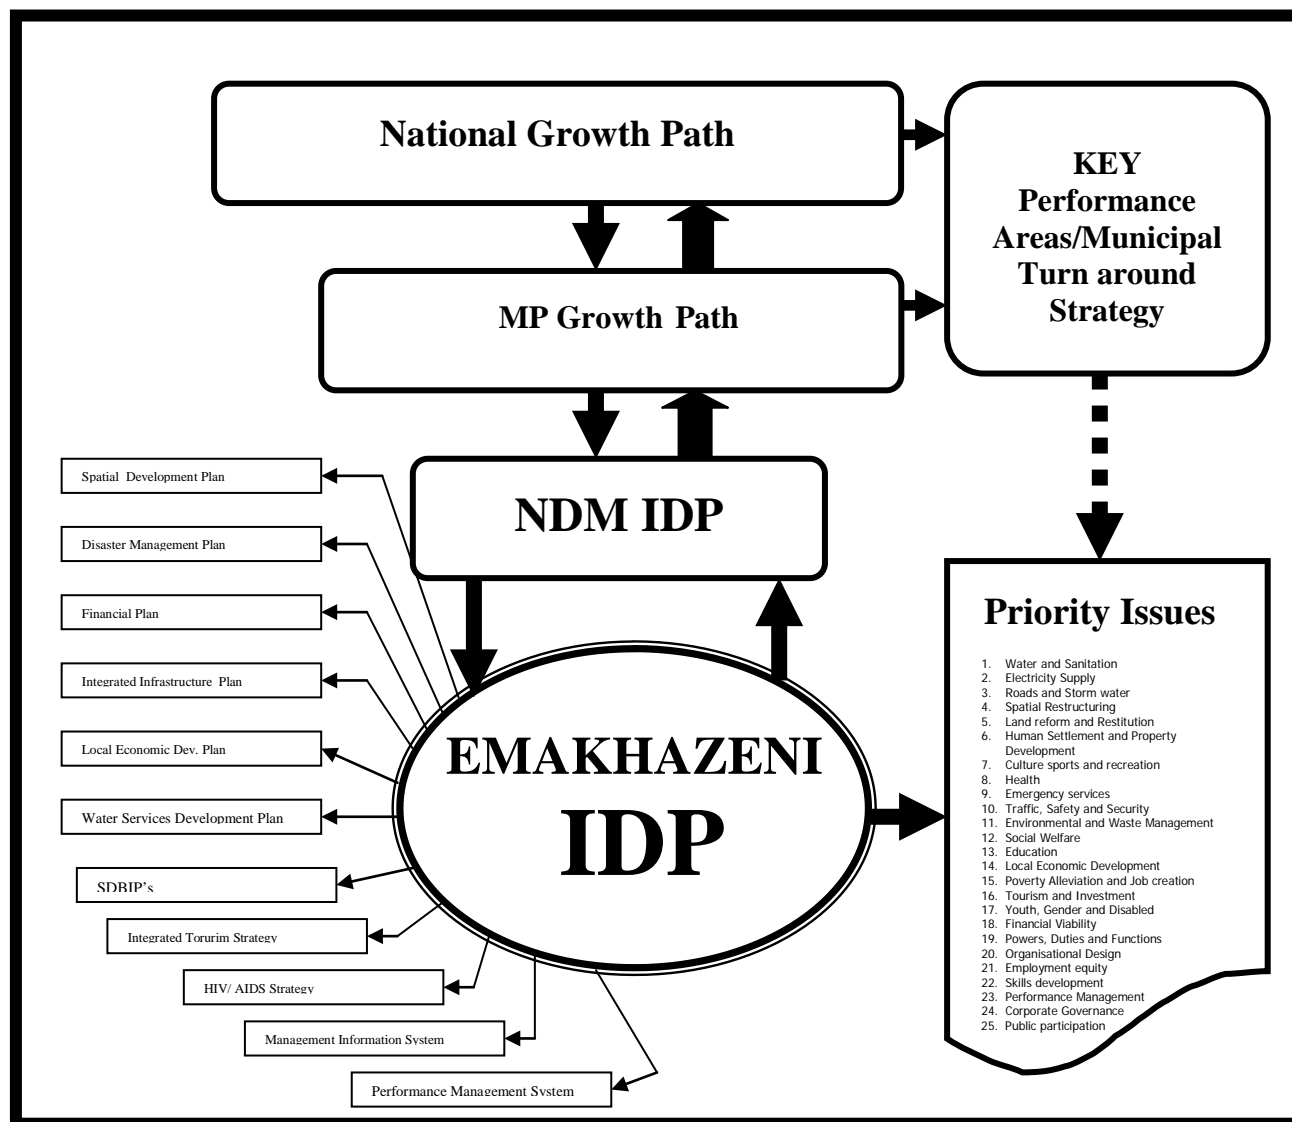 National Growth Path
KEY
Performance
Areas/Municipal
Turn around
Strategy
MP Growth Path
NDM IDP
Spatial Development Plan
Disaster Management Plan
Financial Plan
Integrated Infrastructure Plan
Local Economic Dev. Plan
Water Services Development Plan
SDBIP's
Integrated Torurim Strategy
HIV/ AIDS Strategy
Management Information System
Performance Management System
EMAKHAZENI
IDP
Priority Issues
1. Water and Sanitation
2. Electricity Supply
3. Roads and Storm water
4. Spatial Restructuring
5. Land reform and Restitution
6. Human Settlement and Property
Development
7. Culture sports and recreation
8. Health
9. Emergency services
10. Traffic, Safety and Security
11. Environmental and Waste Management
12. Social Welfare
13. Education
14. Local Economic Development
15. Poverty Alleviation and Job creation
16. Tourism and Investment
17. Youth, Gender and Disabled
18. Financial Viability
19. Powers, Duties and Functions
20. Organisational Design
21. Employment equity
22. Skills development
23. Performance Management
24. Corporate Governance
25. Public participation